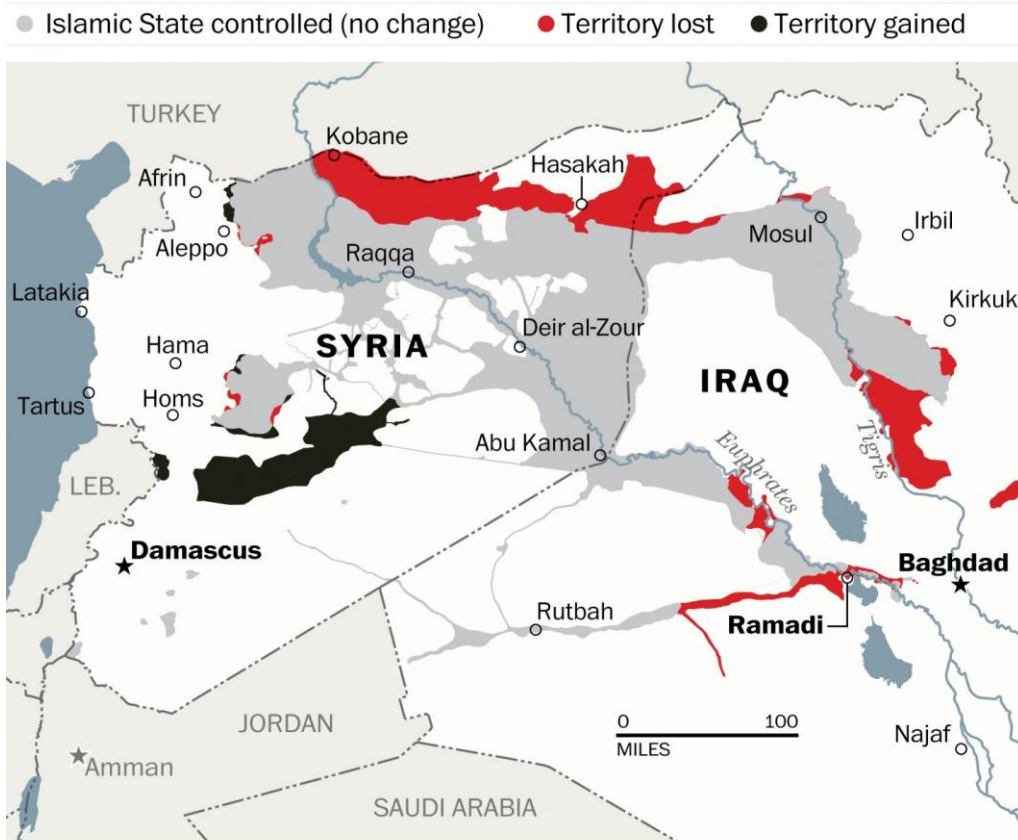 Islamic State controlled (no change)
Territory lost
Territory gained
TURKEY
Kobane
Hasakah
Afrin
Aleppo
Mosul
Irbil
Raqqa
Latakia
Kirkuk
Deir al-Zour
SYRIA
Hama
IRAQ
Tartus
Homs
Tigris
Abu Kamal
Euphrates
LEB.
Damascus
Baghdad
Rutbah
Ramadi
JORDAN
0 100
MILES
Najaf
Amman
SAUDI ARABIA